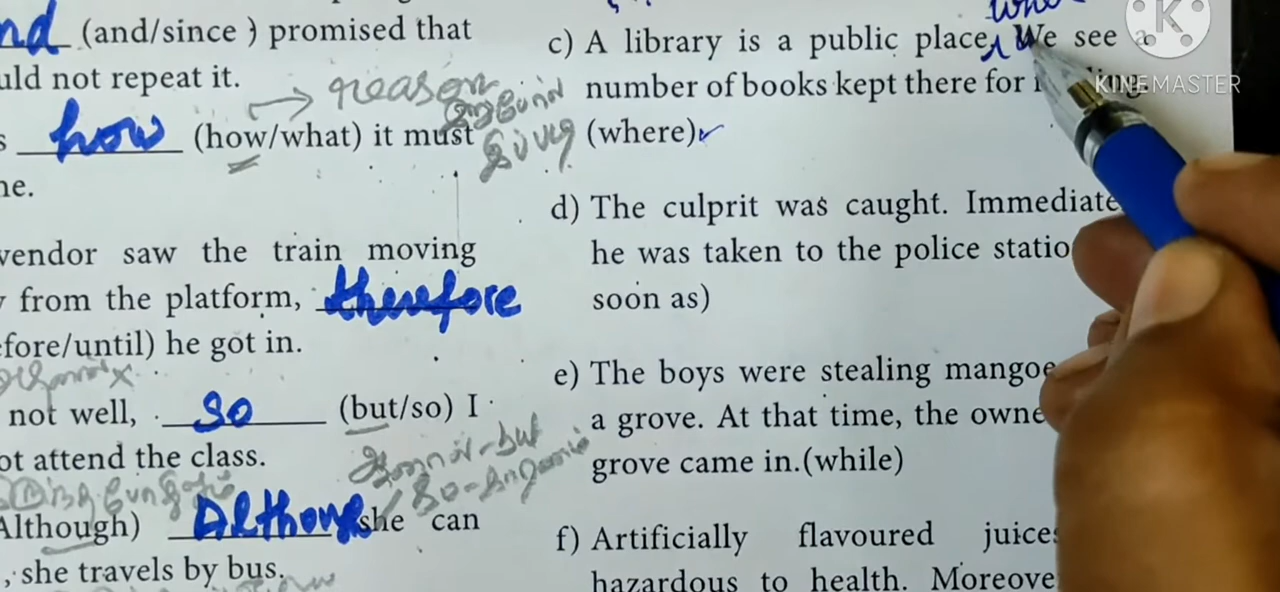 nd (and/since ) promised that
uld not repeat it.
reason
s how (how/what) it must
ne.
vendor saw the train moving
from the platform, therefore
fore/until) he got in.
not well, so (but/so) I
ot attend the class.
- but
so -
Although) Although she can
, she travels by bus.
c) A library is a public place. We see a
number of books kept there for
(where)
d) The culprit was caught. Immediate
he was taken to the police statio
soon as)
e) The boys were stealing mangoe
a grove. At that time, the owne
grove came in.(while)
f) Artificially flavoured juices
hazardous to health. Moreove
K
KINEMASTER